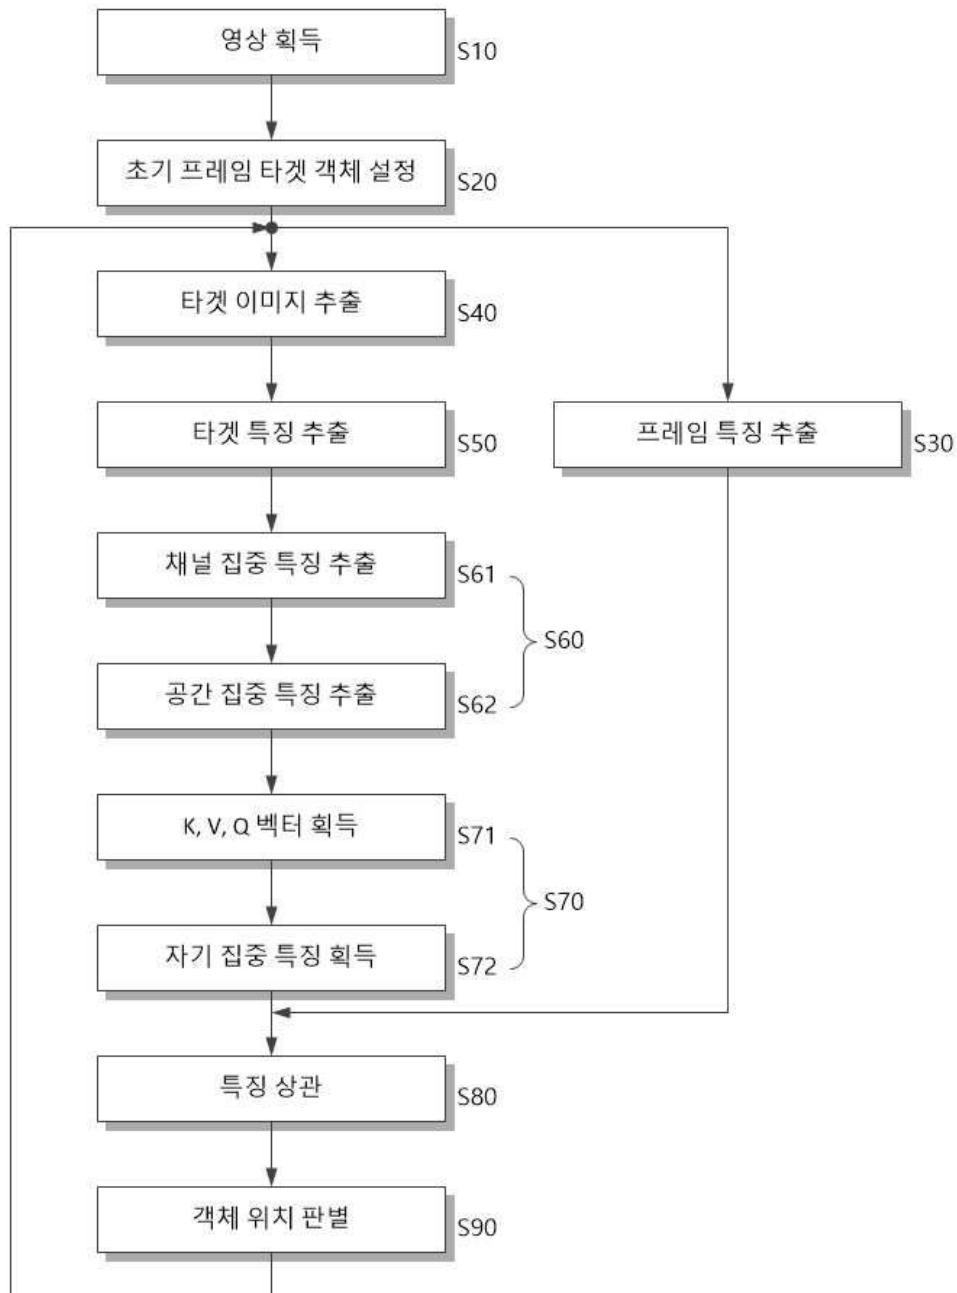 영상 획득
S10
초기 프레임 타겟 객체 설정
S20
타겟 이미지 추출
S40
타겟 특징 추출
S50
프레임 특징 추출
S30
채널 집중 특징 추출
S61
S60
공간 집중 특징 추출
S62
K, V, Q 벡터 획득
S71
S70
자기 집중 특징 획득
S72
특징 상관
S80
객체 위치 판별
S90